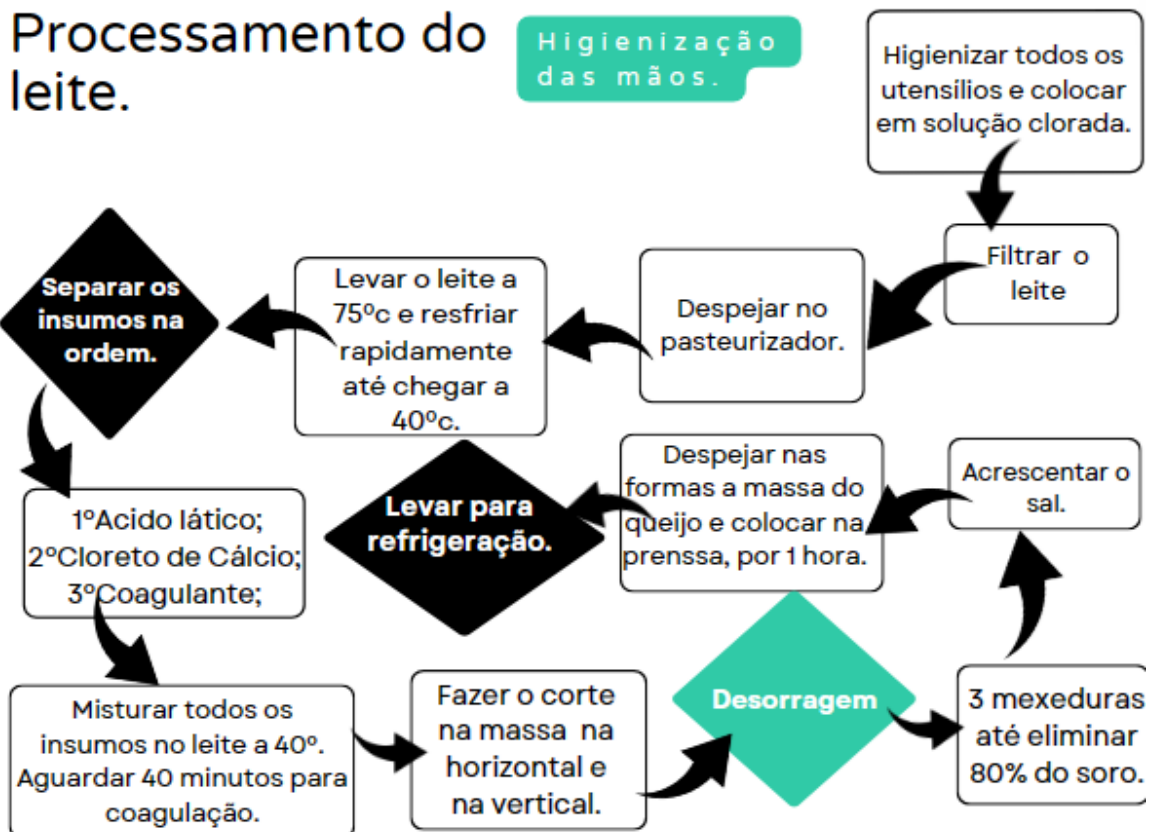 Processamento do
leite.
Higienização
das mãos.
Higienizar todos os
utensílios e colocar
em solução clorada.
Filtrar o
leite
Despejar no
pasteurizador.
Levar o leite a
75ºc e resfriar
rapidamente
até chegar a
40ºc.
Separar os
insumos na
ordem.
1ºAcido lático;
2ºCloreto de Cálcio;
3ºCoagulante;
Misturar todos os
insumos no leite a 40º.
Aguardar 40 minutos para
coagulação.
Fazer o corte
na massa na
horizontal e
na vertical.
Desorragem
3 mexeduras
até eliminar
80% do soro.
Acrescentar o
sal.
Despejar nas
formas a massa do
queijo e colocar na
prenssa, por 1 hora.
Levar para
refrigeração.